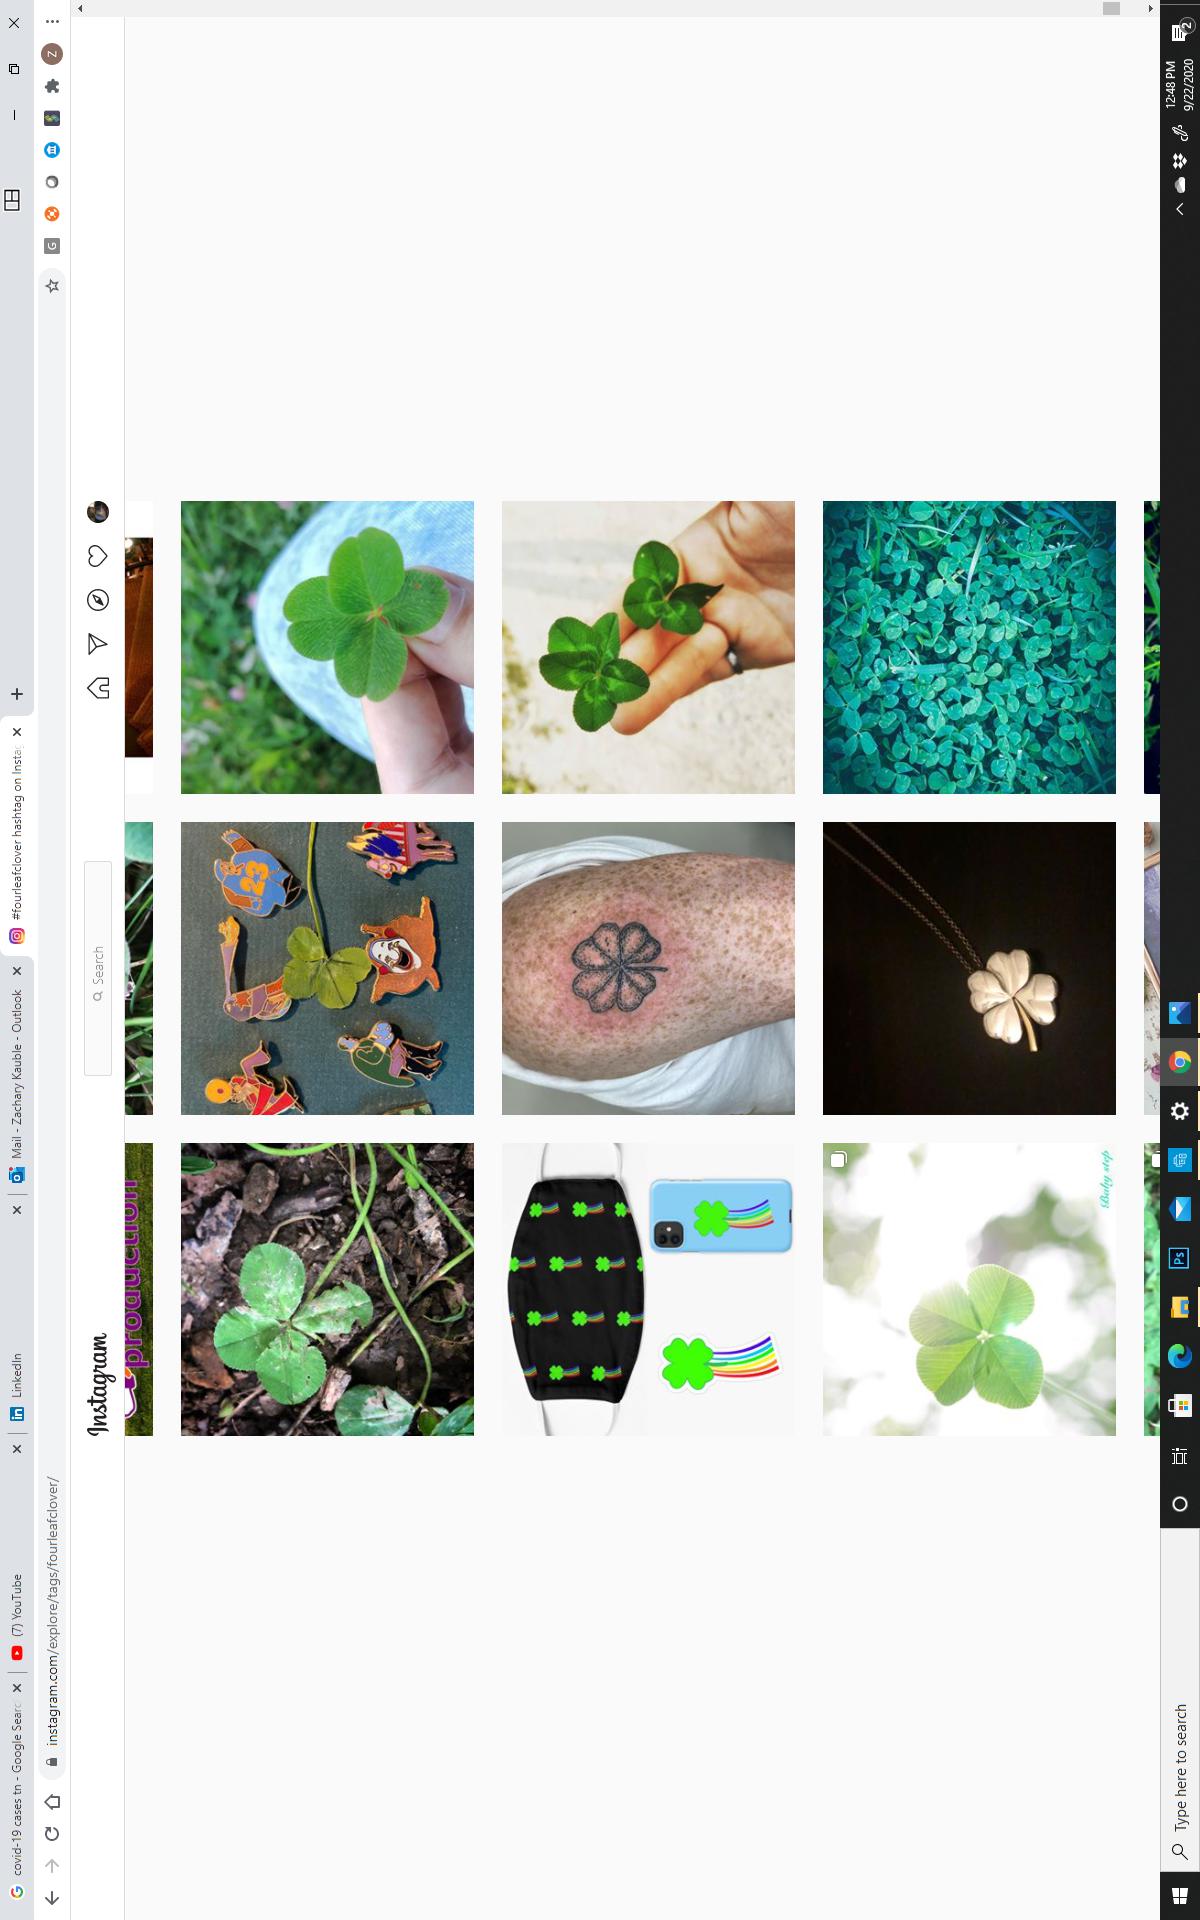 covid-19 cases tn - Google Searc
(7) YouTube
LinkedIn
Mail - Zachary Kauble - Outlook
#fourleafclover hashtag on Insta
instagram.com/explore/tags/fourleafclover/
G
Z
Instagram
Search
production
23
Baby step
Type here to search
Ps
12:48 PM
9/22/2020
2